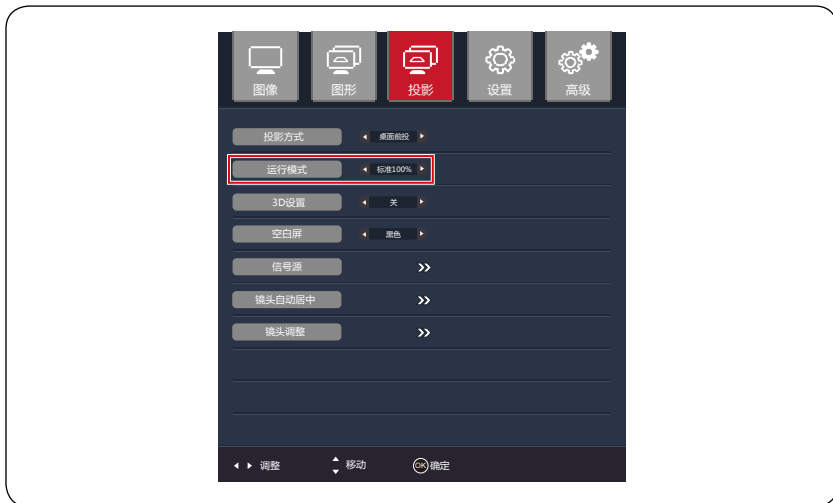 图像 图形 投影 设置 高级
投影方式 桌面前投
运行模式 标准100%
3D设置 关
空白屏 黑色
信号源
镜头自动居中
镜头调整
调整 移动 OK 确定